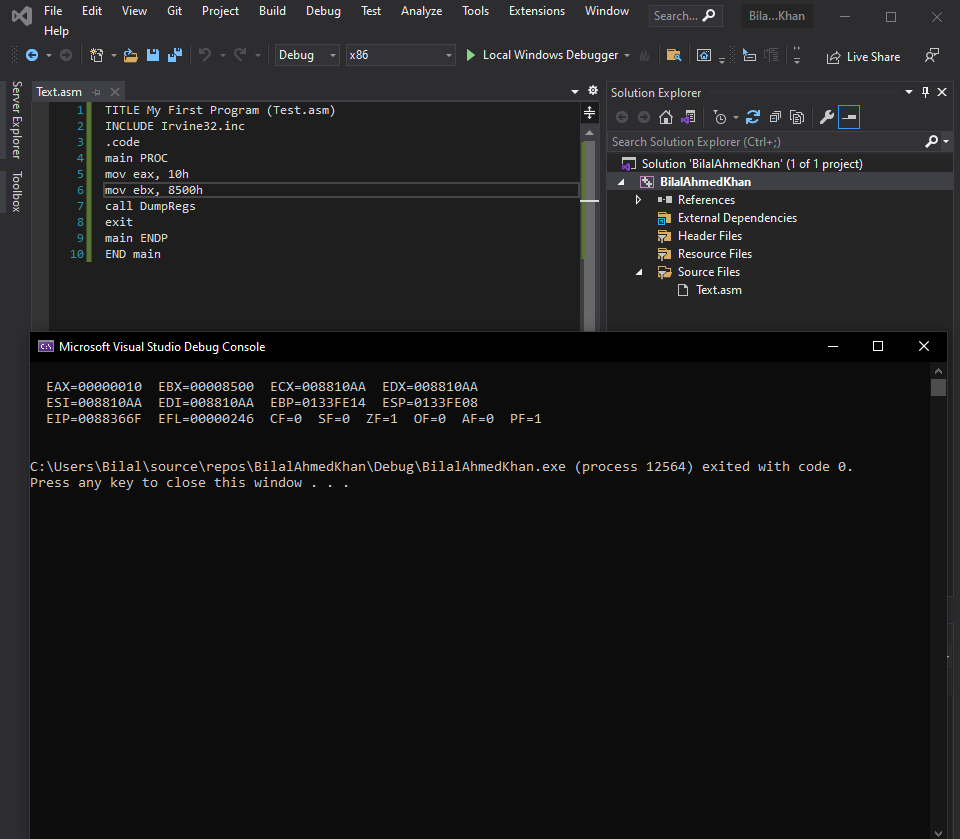 File Edit View Git Project Build Debug Test Analyze Tools Extensions Window Search... Bila...Khan
Help
Debug x86 Local Windows Debugger Live Share
Server Explorer
Toolbox
Text.asm
1 TITLE My First Program (Test.asm)
2 INCLUDE Irvine32.inc
3 .code
4 main PROC
5 mov eax, 10h
6 mov ebx, 8500h
7 call DumpRegs
8 exit
9 main ENDP
10 END main
Solution Explorer
Search Solution Explorer (Ctrl+;)
Solution 'BilalAhmedKhan' (1 of 1 project)
BilalAhmedKhan
References
External Dependencies
Header Files
Resource Files
Source Files
Text.asm
Microsoft Visual Studio Debug Console
EAX=00000010 EBX=00008500 ECX=008810AA EDX=008810AA
ESI=008810AA EDI=008810AA EBP=0133FE14 ESP=0133FE08
EIP=0088366F EFL=00000246 CF=0 SF=0 ZF=1 OF=0 AF=0 PF=1
C:\Users\Bilal\source\repos\BilalAhmedKhan\Debug\BilalAhmedKhan.exe (process 12564) exited with code 0.
Press any key to close this window . . .